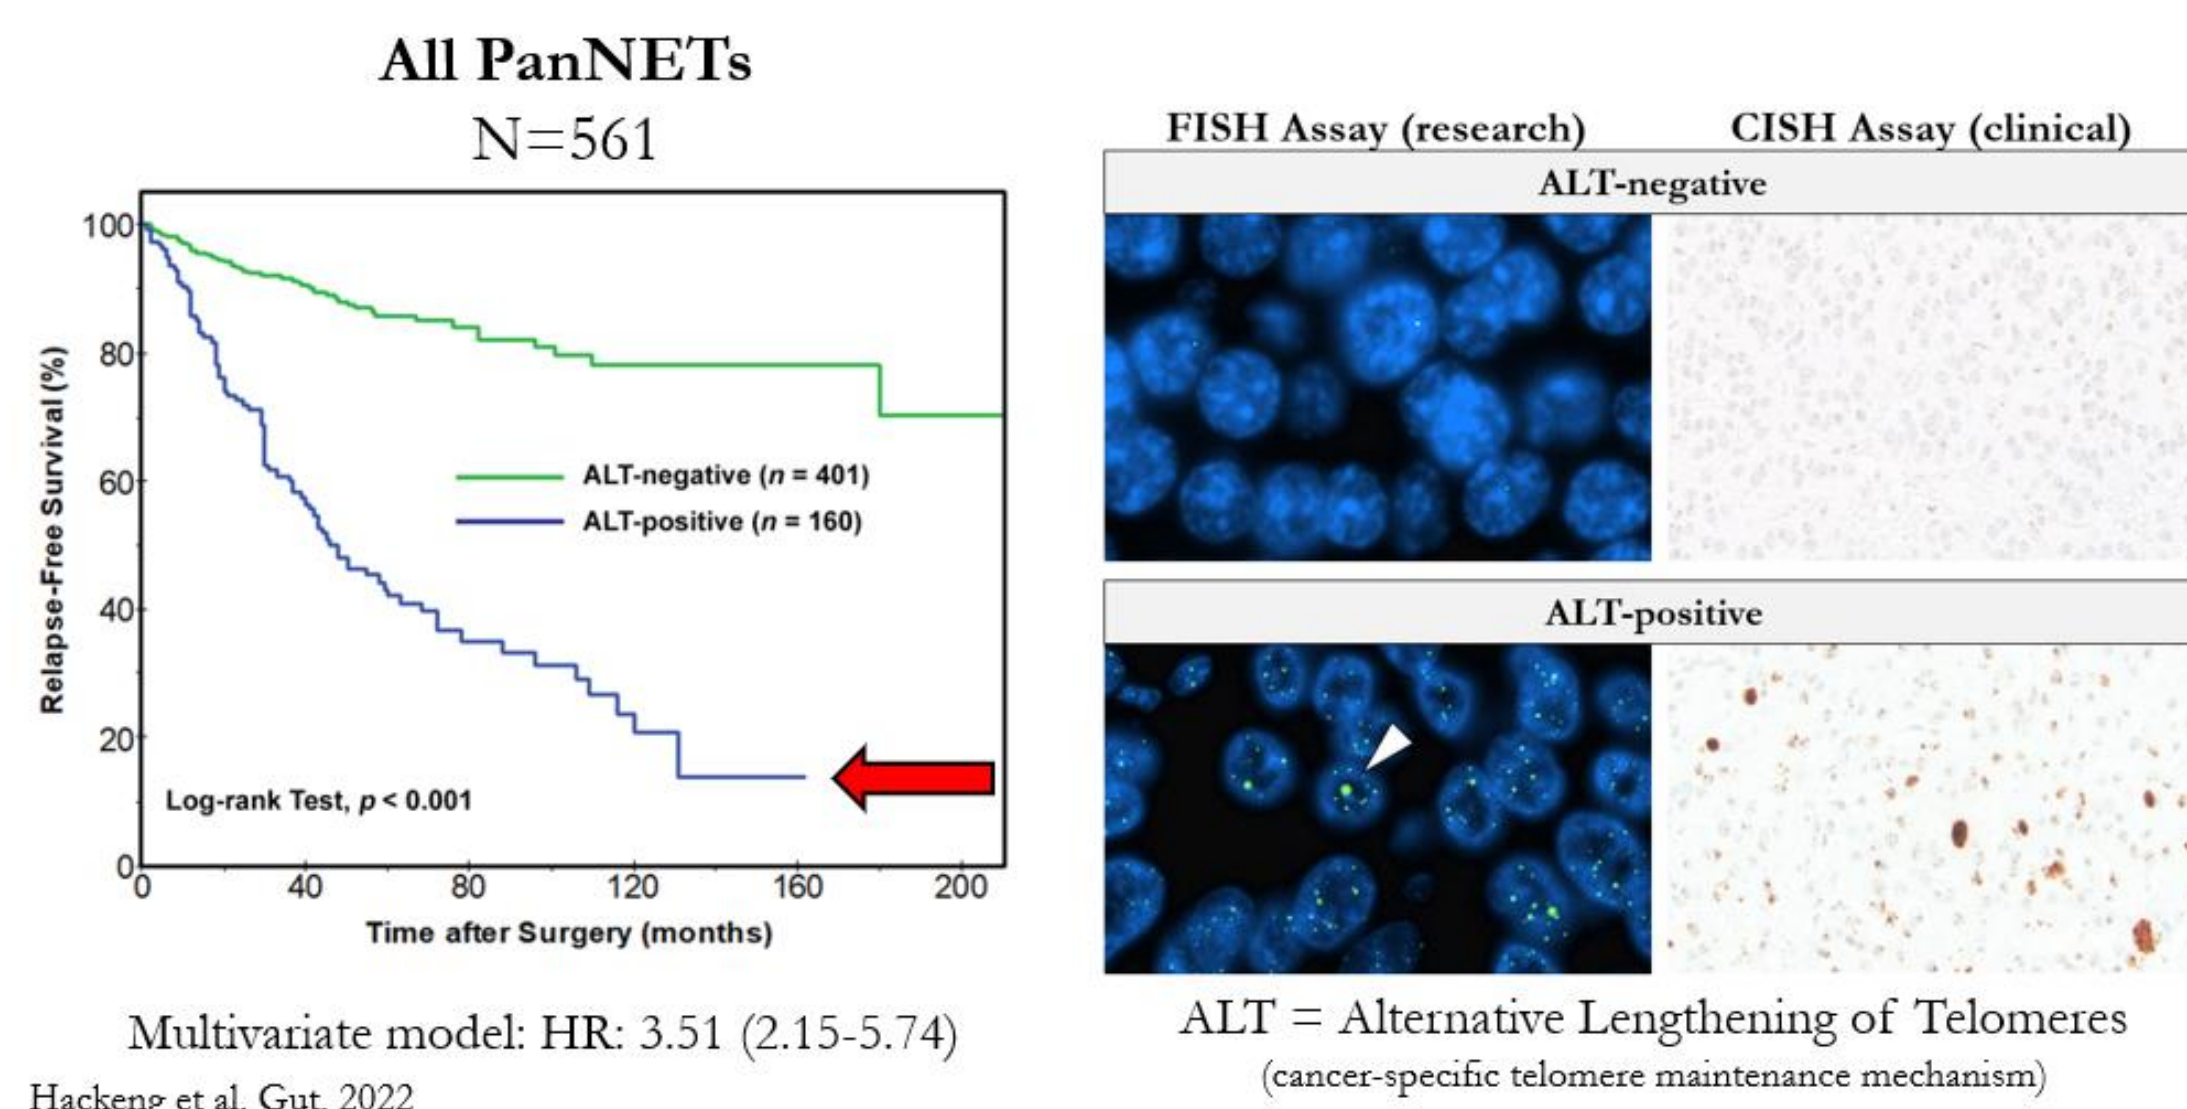 All PanNETs
N=561
Relapse-Free Survival (%)
100
80
60
40
20
0
ALT-negative (n = 401)
ALT-positive (n = 160)
Log-rank Test, p < 0.001
0 40 80 120 160 200
Time after Surgery (months)
Multivariate model: HR: 3.51 (2.15-5.74)
Hackeng et al. Gut. 2022
FISH Assay (research) CISH Assay (clinical)
ALT-negative
ALT-positive
ALT = Alternative Lengthening of Telomeres
(cancer-specific telomere maintenance mechanism)